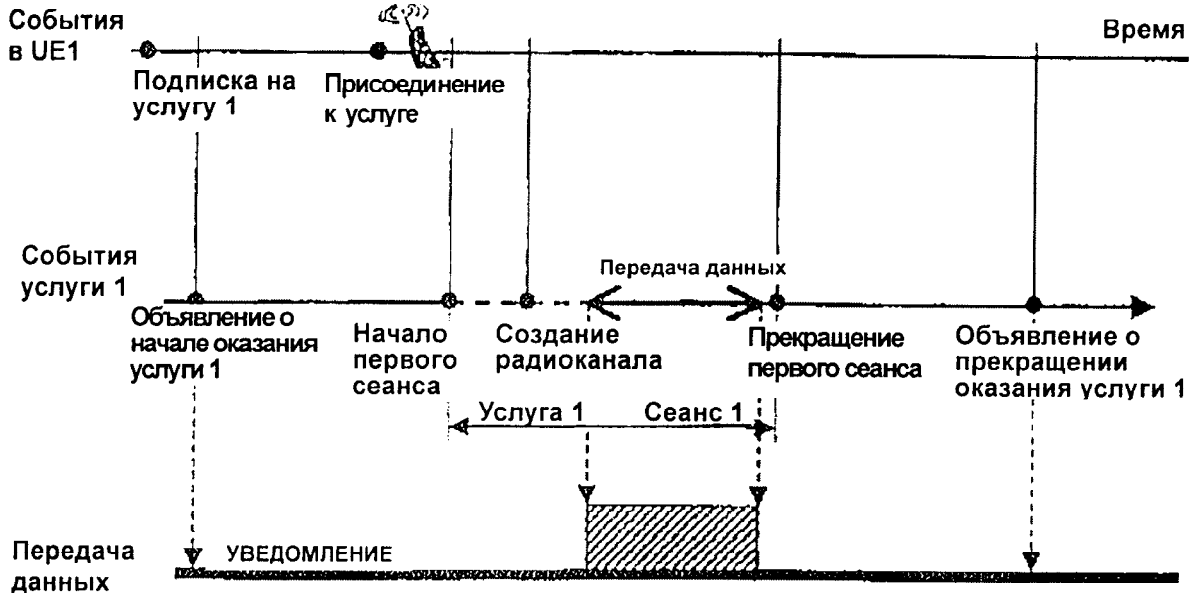 События
в UE1
Время
Подписка на
услугу 1
Присоединение
к услуге
События
услуги 1
Передача данных
Объявление о
начале оказания
услуги 1
Начало
первого
сеанса
Создание
радиоканала
Прекращение
первого сеанса
Объявление о
прекращении
оказания услуги 1
Услуга 1
Сеанс 1
Передача
данных
УВЕДОМЛЕНИЕ